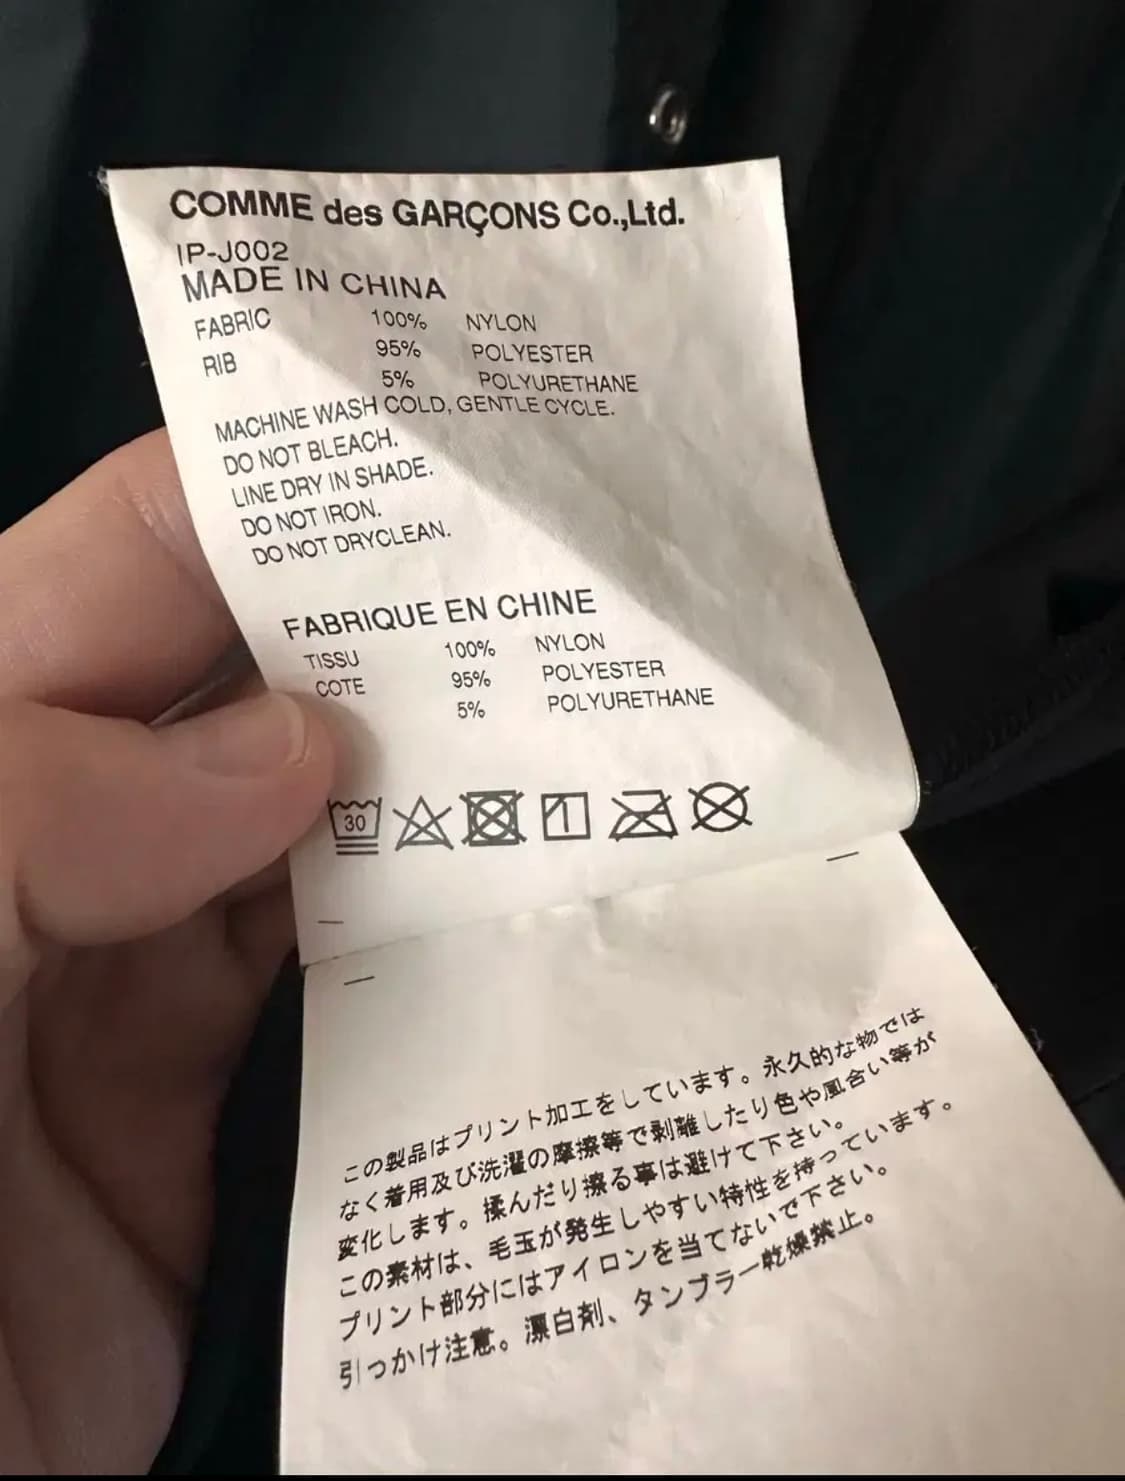 COMME des GARÇONS Co.,Ltd.
IP-J002
MADE IN CHINA
FABRIC 100% NYLON
RIB 95% POLYESTER
5% POLYURETHANE
MACHINE WASH COLD, GENTLE CYCLE.
DO NOT BLEACH.
LINE DRY IN SHADE.
DO NOT IRON.
DO NOT DRYCLEAN.
FABRIQUE EN CHINE
TISSU 100% NYLON
COTE 95% POLYESTER
5% POLYURETHANE
30
この製品はプリント加工をしています。永久的な物では
なく着用及び洗濯の摩擦等で剥離したり色や風合い等が
変化します。揉んだり擦る事は避けて下さい。
この素材は、毛玉が発生しやすい特性を持っています。
プリント部分にはアイロンを当てないで下さい。
引っかけ注意。漂白剤、タンブラー乾燥禁止。